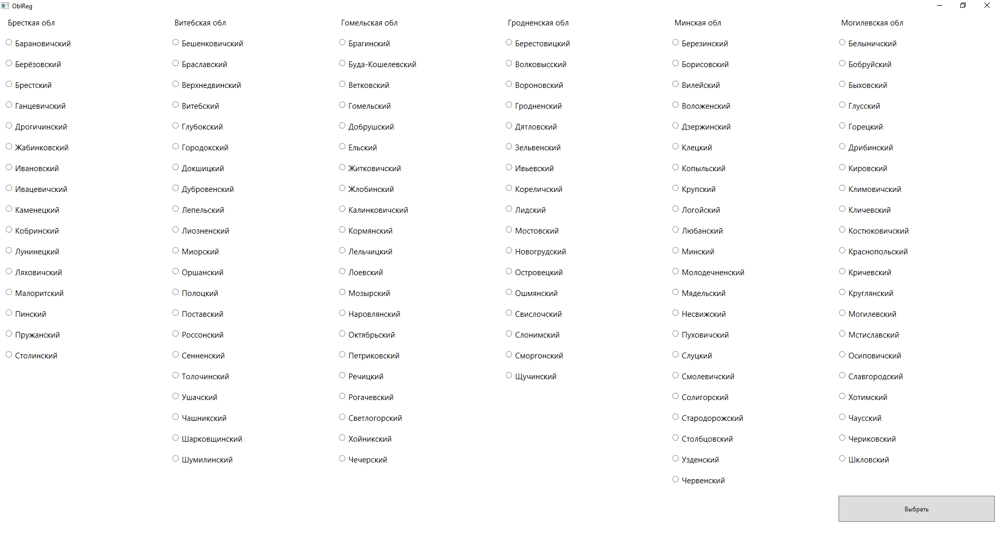 OblReg
Бресткая обл
Барановичский
Берёзовский
Брестский
Ганцевичский
Дрогичинский
Жабинковский
Ивановский
Ивацевичский
Каменецкий
Кобринский
Лунинецкий
Ляховичский
Малоритский
Пинский
Пружанский
Столинский
Витебская обл
Бешенковичский
Браславский
Верхнедвинский
Витебский
Глубокский
Городокский
Докшицкий
Дубровенский
Лепельский
Лиозненский
Миорский
Оршанский
Полоцкий
Поставский
Россонский
Сенненский
Толочинский
Ушачский
Чашникский
Шарковщинский
Шумилинский
Гомельская обл
Брагинский
Буда-Кошелевский
Ветковский
Гомельский
Добрушский
Ельский
Житковичский
Жлобинский
Калинковичский
Кормянский
Лельчицкий
Лоевский
Мозырский
Наровлянский
Октябрьский
Петриковский
Речицкий
Рогачевский
Светлогорский
Хойникский
Чечерский
Гродненская обл
Берестовицкий
Волковысский
Вороновский
Гродненский
Дятловский
Зельвенский
Ивьевский
Кореличский
Лидский
Мостовский
Новогрудский
Островецкий
Ошмянский
Свислочский
Слонимский
Сморгонский
Щучинский
Минская обл
Березинский
Борисовский
Вилейский
Воложенский
Дзержинский
Клецкий
Копыльский
Крупский
Логойский
Любанский
Минский
Молодечненский
Мядельский
Несвижский
Пуховичский
Слуцкий
Смолевичский
Солигорский
Стародорожский
Столбцовский
Узденский
Червенский
Могилевская обл
Белыничский
Бобруйский
Быховский
Глусский
Горецкий
Дрибинский
Кировский
Климовичский
Кличевский
Костюковичский
Краснопольский
Кричевский
Круглянский
Могилевский
Мстиславский
Осиповичский
Славгородский
Хотимский
Чаусский
Чериковский
Шкловский
Выбрать